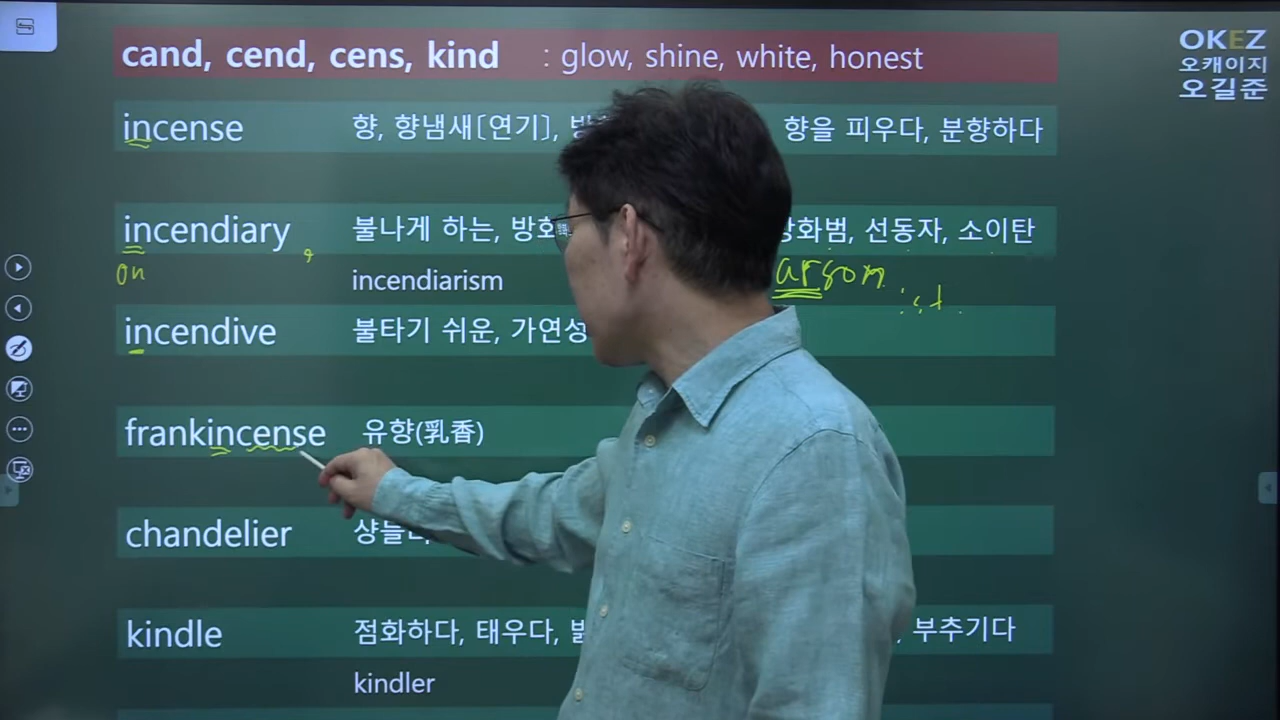 cand, cend, cens, kind : glow, shine, white, honest
OKEZ
오캐이지
오길준
incense 향, 향냄새[연기], 향을 피우다, 분향하다
incendiary 불나게 하는, 방화범, 선동자, 소이탄
on incendiarism arson
ist
incendive 불타기 쉬운, 가연성
frankincense 유향(乳香)
chandelier
kindle 점화하다, 태우다, 부추기다
kindler